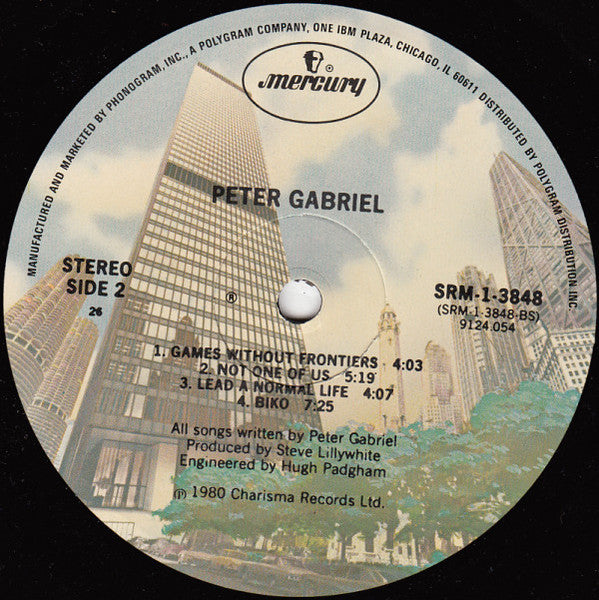 MANUFACTURED AND MARKETED BY PHONOGRAM, INC., A POLYGRAM COMPANY, ONE IBM PLAZA, CHICAGO, IL 60611 DISTRIBUTED BY POLYGRAM DISTRIBUTION INC
mercury ®
PETER GABRIEL
STEREO
SIDE 2
26
®
SRM-1-3848
(SRM-1-3848-BS)
9124.054
1. GAMES WITHOUT FRONTIERS 4:03
2. NOT ONE OF US 5:19
3. LEAD A NORMAL LIFE 4:07
4. BIKO 7:25
All songs written by Peter Gabriel
Produced by Steve Lillywhite
Engineered by Hugh Padgham
℗ 1980 Charisma Records Ltd.